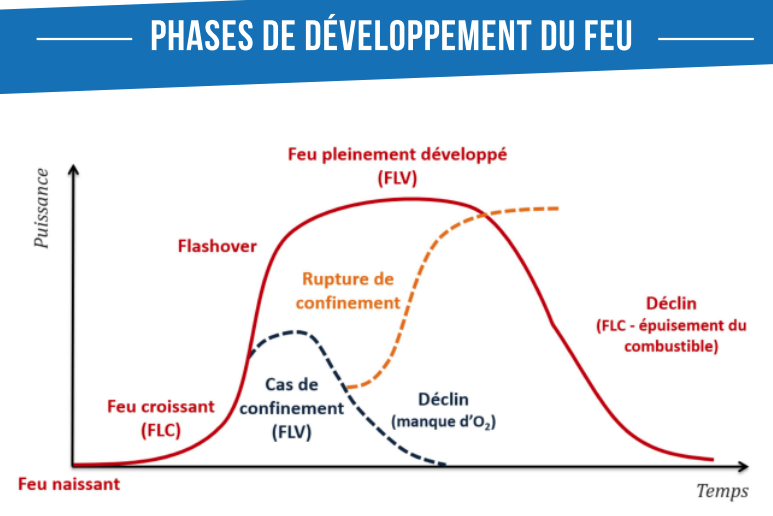 PHASES DE DÉVELOPPEMENT DU FEU
Puissance
Feu pleinement développé
(FLV)
Flashover
Rupture de
confinement
Déclin
(FLC - épuisement du
combustible)
Cas de
confinement
(FLV)
Déclin
(manque d'O₂)
Feu croissant
(FLC)
Feu naissant
Temps